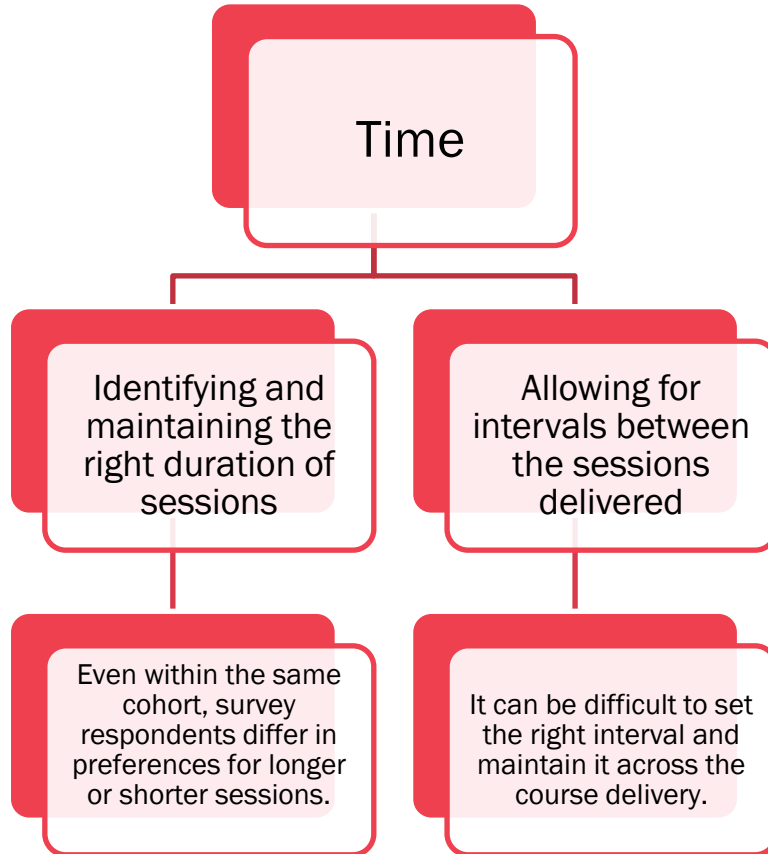 Time
Identifying and
maintaining the
right duration of
sessions
Allowing for
intervals between
the sessions
delivered
Even within the same
cohort, survey
respondents differ in
preferences for longer
or shorter sessions.
It can be difficult to set
the right interval and
maintain it across the
course delivery.